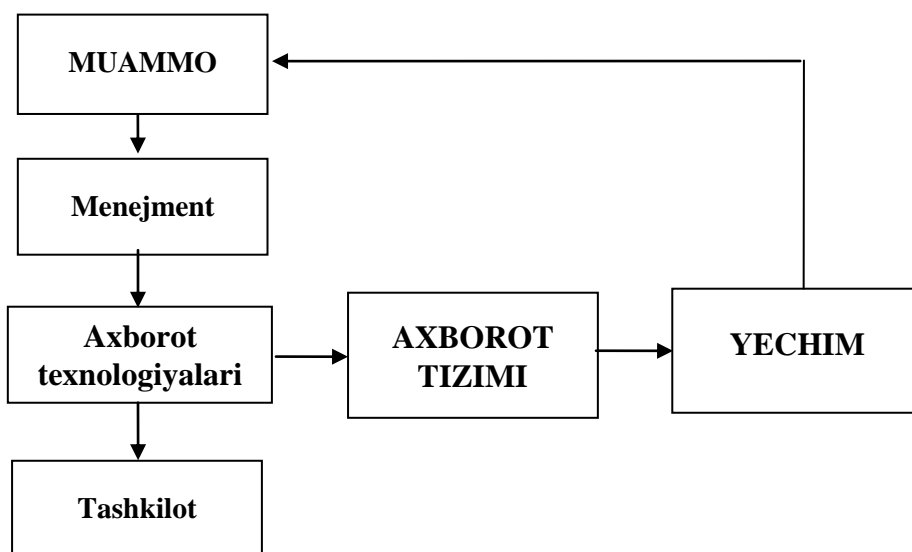 MUAMMO
Menejment
Axborot
texnologiyalari
AXBOROT
TIZIMI
YECHIM
Tashkilot